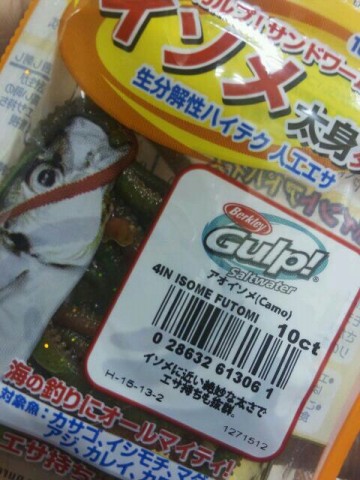 ガルプ!サンドワーム
イソメ
太身
生分解性ハイテク 人工エサ
Berkley
Gulp!
Saltwater
アオイソメ(Camo)
4IN ISOME FUTOMI
10ct
0 28632 61306 1
イソメに近い絶妙な太さで
エサ持ちも抜群!
H-15-13-2
1271512
海の釣りにオールマイティ!
対象魚:カサゴ、イシモチ、マダ
アジ、カレイ、カ
エサ持ち